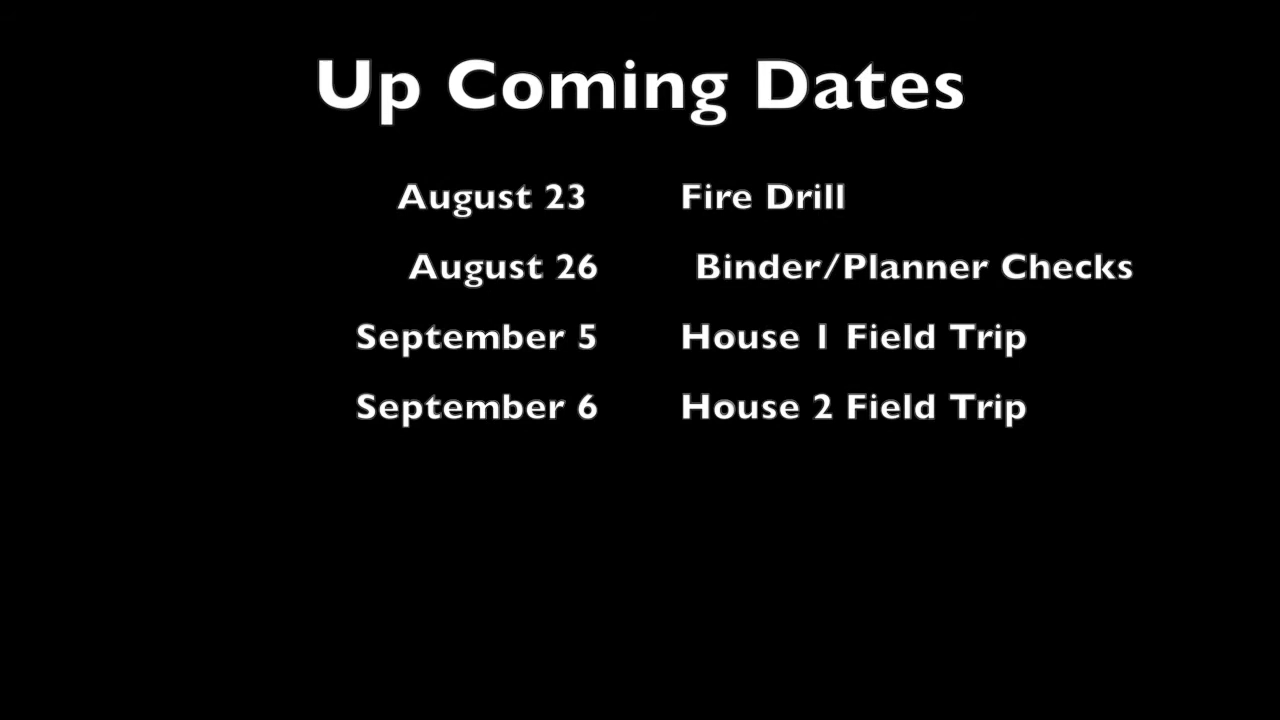 Up Coming Dates
August 23 Fire Drill
August 26 Binder/Planner Checks
September 5 House 1 Field Trip
September 6 House 2 Field Trip